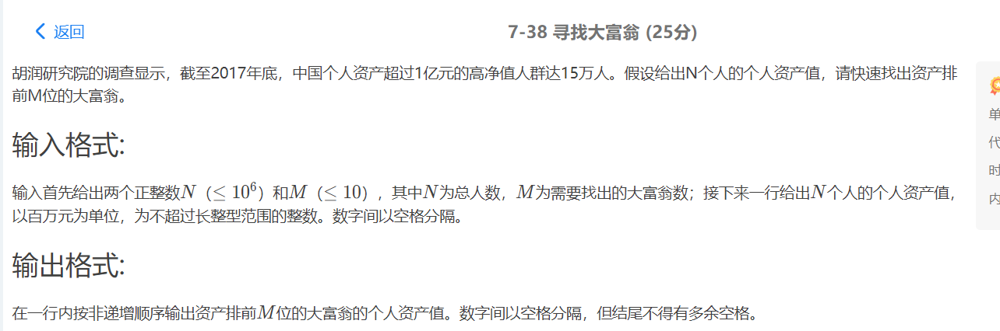 返回
7-38 寻找大富翁 (25分)
胡润研究院的调查显示，截至2017年底，中国个人资产超过1亿元的高净值人群达15万人。假设给出N个人的个人资产值，请快速找出资产排
前M位的大富翁。
单
代
时
内
输入格式:
输入首先给出两个正整数N（≤10⁶）和M（≤10），其中N为总人数，M为需要找出的大富翁数；接下来一行给出N个人的个人资产值，
以百万元为单位，为不超过长整型范围的整数。数字间以空格分隔。
输出格式:
在一行内按非递增顺序输出资产排前M位的大富翁的个人资产值。数字间以空格分隔，但结尾不得有多余空格。